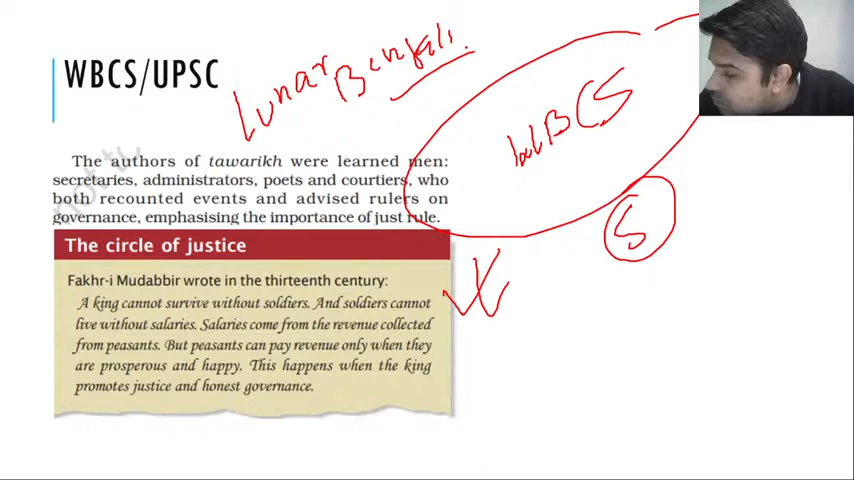 WBCS/UPSC
Lunar
WBCS
S
The authors of tawarikh were learned men:
secretaries, administrators, poets and courtiers, who
both recounted events and advised rulers on
governance, emphasising the importance of just rule.
The circle of justice
Fakhr-i Mudabbir wrote in the thirteenth century:
A king cannot survive without soldiers. And soldiers cannot
live without salaries. Salaries come from the revenue collected
from peasants. But peasants can pay revenue only when they
are prosperous and happy. This happens when the king
promotes justice and honest governance.